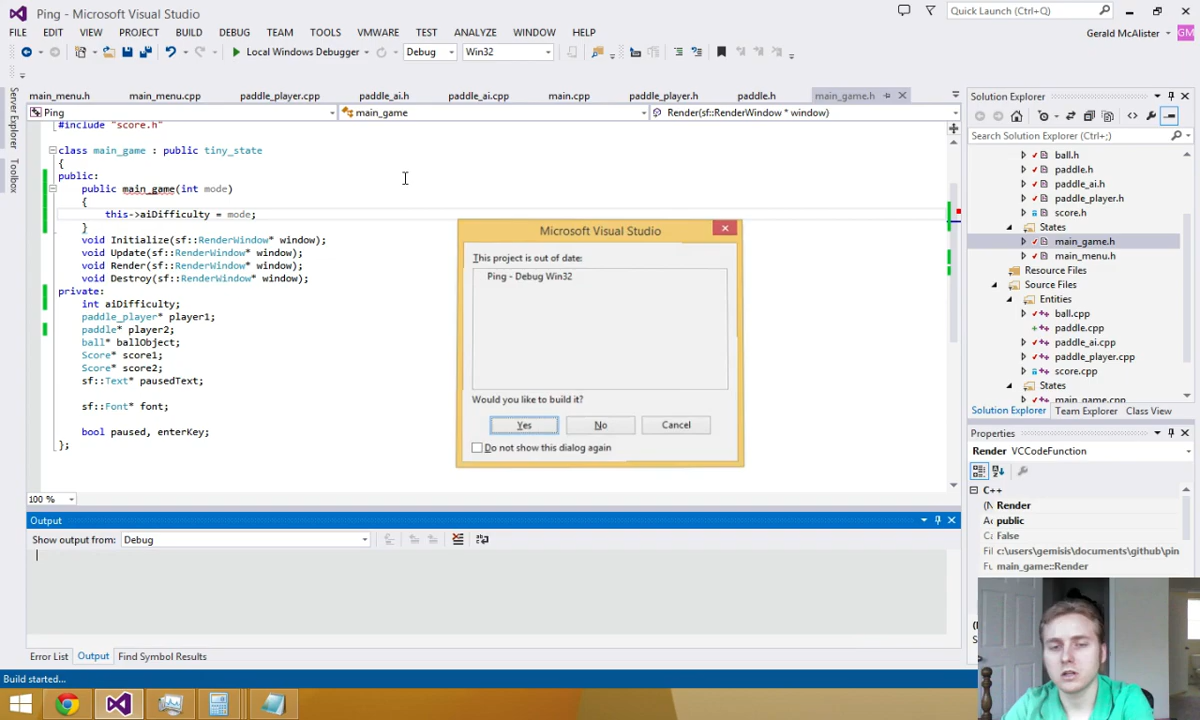 Ping - Microsoft Visual Studio
Quick Launch (Ctrl+;)
FILE EDIT VIEW PROJECT BUILD DEBUG TEAM TOOLS VMWARE TEST ANALYZE WINDOW HELP
Gerald McAlister GM
Local Windows Debugger Debug Win32
main_menu.h main_menu.cpp paddle_player.cpp paddle_ai.h paddle_ai.cpp main.cpp paddle_player.h paddle.h main_game.h
Ping main_game Render(sf::RenderWindow * window)
Server Explorer
Toolbox
#include "score.h"
class main_game : public tiny_state
{
public:
public main_game(int mode)
{
this->aiDifficulty = mode;
}
void Initialize(sf::RenderWindow* window);
void Update(sf::RenderWindow* window);
void Render(sf::RenderWindow* window);
void Destroy(sf::RenderWindow* window);
private:
int aiDifficulty;
paddle_player* player1;
paddle* player2;
ball* ballObject;
Score* score1;
Score* score2;
sf::Text* pausedText;
sf::Font* font;
bool paused, enterKey;
};
100 %
Microsoft Visual Studio
This project is out of date:
Ping - Debug Win32
Would you like to build it?
Yes No Cancel
Do not show this dialog again
Output
Show output from: Debug
Error List Output Find Symbol Results
Build started...
Solution Explorer
Search Solution Explorer (Ctrl+;)
ball.h
paddle.h
paddle_ai.h
paddle_player.h
score.h
States
main_game.h
main_menu.h
Resource Files
Source Files
Entities
ball.cpp
paddle.cpp
paddle_ai.cpp
paddle_player.cpp
score.cpp
States
main_game.cpp
Solution Explorer Team Explorer Class View
Properties
Render VCCodeFunction
C++
(N Render
Ac public
Ca False
Fil c:\users\gemisis\documents\github\pin
Fu main_game::Render